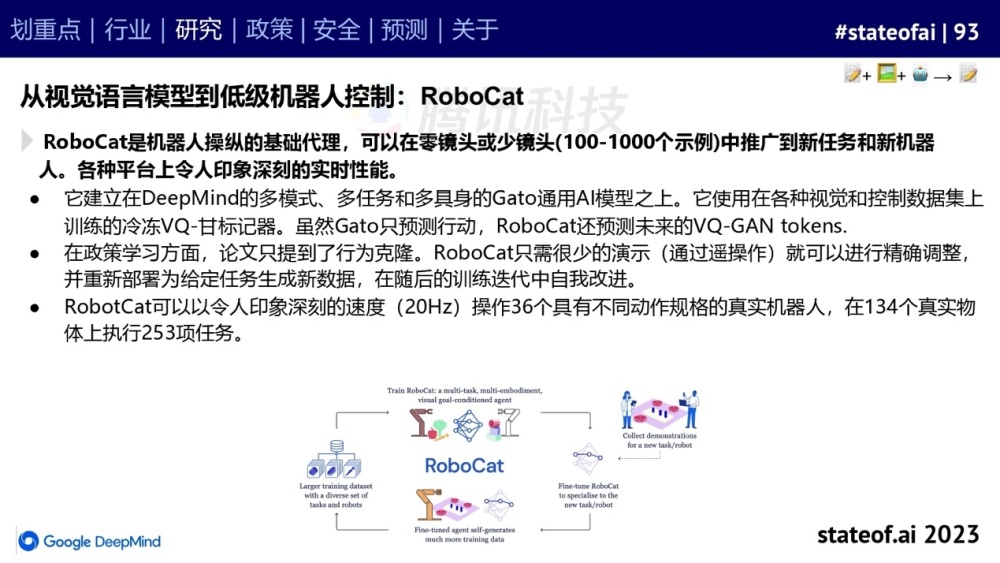 划重点 | 行业 | 研究 | 政策 | 安全 | 预测 | 关于
#stateofai | 93
从视觉语言模型到低级机器人控制：RoboCat
腾讯科技
RoboCat是机器人操纵的基础代理，可以在零镜头或少镜头(100-1000个示例)中推广到新任务和新机器
人。各种平台上令人印象深刻的实时性能。
● 它建立在DeepMind的多模式、多任务和多具身的Gato通用AI模型之上。它使用在各种视觉和控制数据集上
训练的冷冻VQ-甘标记器。虽然Gato只预测行动，RoboCat还预测未来的VQ-GAN tokens.
● 在政策学习方面，论文只提到了行为克隆。RoboCat只需很少的演示（通过遥操作）就可以进行精确调整，
并重新部署为给定任务生成新数据，在随后的训练迭代中自我改进。
● RobotCat可以以令人印象深刻的速度（20Hz）操作36个具有不同动作规格的真实机器人，在134个真实物
体上执行253项任务。
Train RoboCat: a multi-task, multi-embodiment,
visual goal-conditioned agent
RoboCat
Collect demonstrations
for a new task/robot
Larger training dataset
with a diverse set of
tasks and robots
Fine-tune RoboCat
to specialise to the
new task/robot
Fine-tuned agent self-generates
much more training data
Google DeepMind
stateof.ai 2023